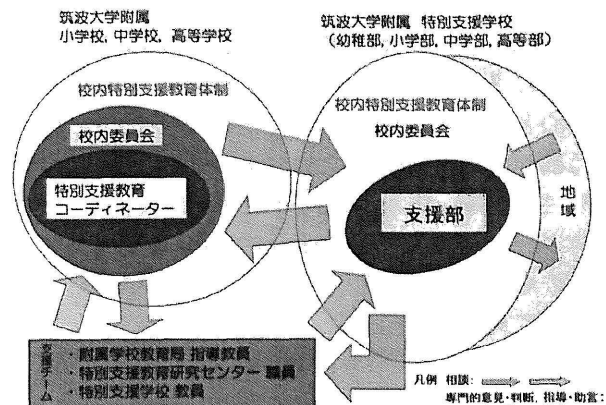 筑波大学附属
小学校, 中学校, 高等学校
筑波大学附属 特別支援学校
(幼稚部, 小学部, 中学部, 高等部)
校内特別支援教育体制
校内委員会
特別支援教育
コーディネーター
校内特別支援教育体制
校内委員会
支援部
地域
支援チーム
・附属学校教育局 指導教員
・特別支援教育研究センター 職員
・特別支援学校 教員
凡例 相談:
専門的意見・判断, 指導・助言: